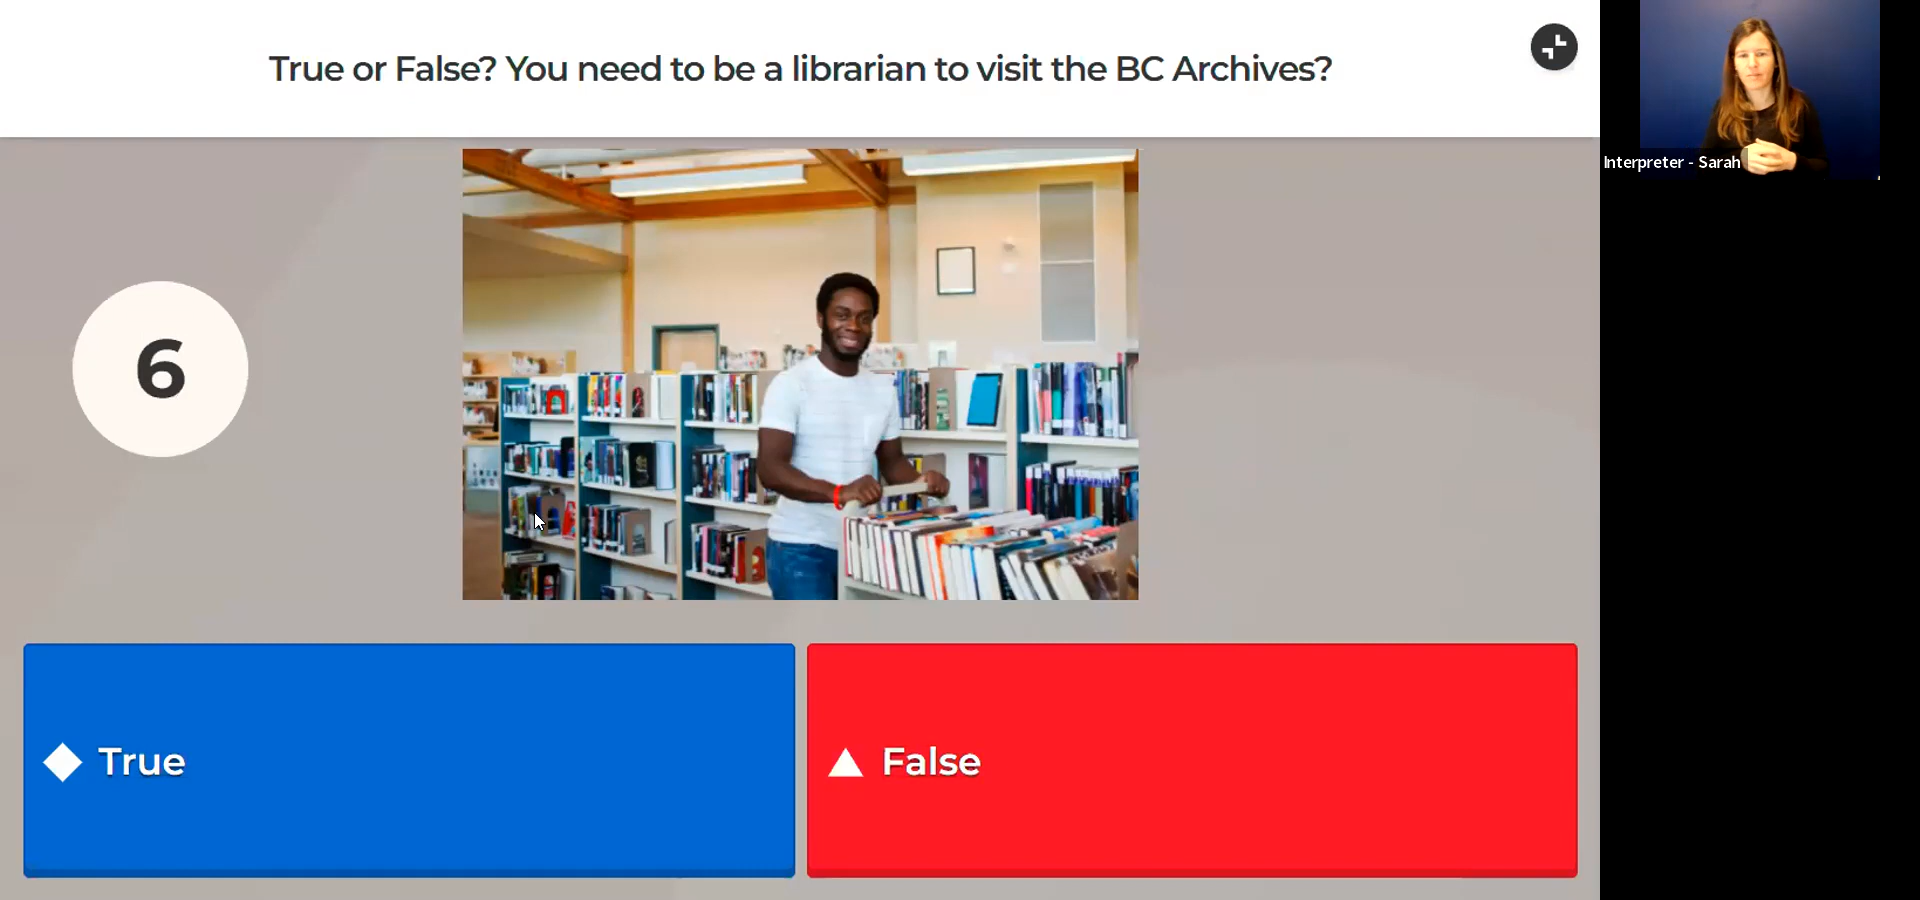 True or False? You need to be a librarian to visit the BC Archives?
Interpreter - Sarah
6
True
False